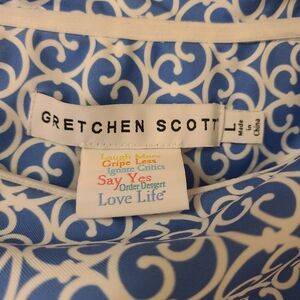 GRETCHEN SCOTT
L
Made
in
China
Laugh More
Gripe Less
Ignore Critics
Say Yes
Order Dessert
Love Life